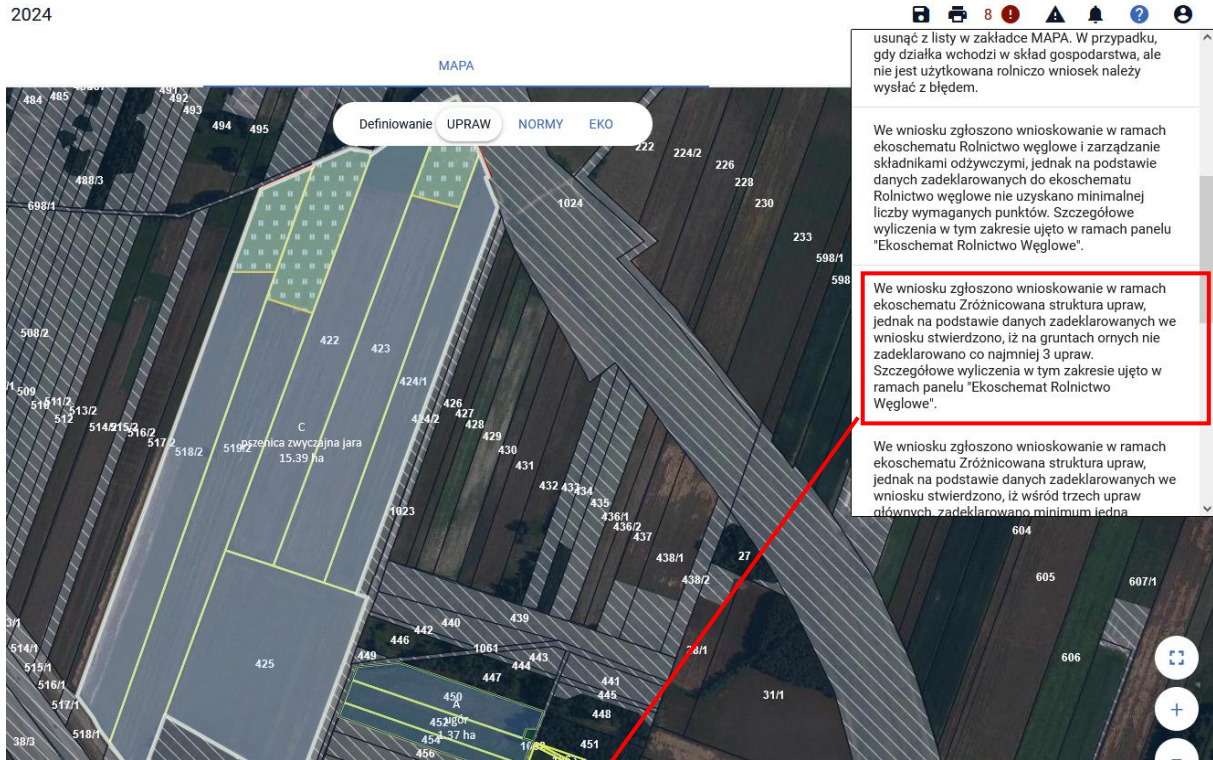 2024
8
MAPA
Definiowanie UPRAW NORMY EKO
usunąć z listy w zakładce MAPA. W przypadku,
gdy działka wchodzi w skład gospodarstwa, ale
nie jest użytkowana rolniczo wniosek należy
wysłać z błędem.
We wniosku zgłoszono wnioskowanie w ramach
ekoschematu Rolnictwo węglowe i zarządzanie
składnikami odżywczymi, jednak na podstawie
danych zadeklarowanych do ekoschematu
Rolnictwo węglowe nie uzyskano minimalnej
liczby wymaganych punktów. Szczegółowe
wyliczenia w tym zakresie ujęto w ramach panelu
"Ekoschemat Rolnictwo Węglowe".
We wniosku zgłoszono wnioskowanie w ramach
ekoschematu Zróżnicowana struktura upraw,
jednak na podstawie danych zadeklarowanych we
wniosku stwierdzono, iż na gruntach ornych nie
zadeklarowano co najmniej 3 upraw.
Szczegółowe wyliczenia w tym zakresie ujęto w
ramach panelu "Ekoschemat Rolnictwo
Węglowe".
We wniosku zgłoszono wnioskowanie w ramach
ekoschematu Zróżnicowana struktura upraw,
jednak na podstawie danych zadeklarowanych we
wniosku stwierdzono, iż wśród trzech upraw
głównych, zadeklarowano minimum jedna
484 485
491
492
493
494 495
222 224/2
226
228
230
488/3
698/1
1024
233
598/1
598
508/2
422
423
424/1
424/2
426
427
428
429
430
431
432
434
435
436/1
436/2
437
438/1
438/2
27
509
511/2
512
513/2
516/2
517/2
518/2
519/2
C
pszenica zwyczajna jara
15.39 ha
1023
604
605
607/1
606
439
440
442
446
1061
443
444
447
449
441
445
448
28/1
31/1
425
514/1
515/1
516/1
517/1
518/1
38/3
450
A
ugór
452
1.37 ha
454
456
451